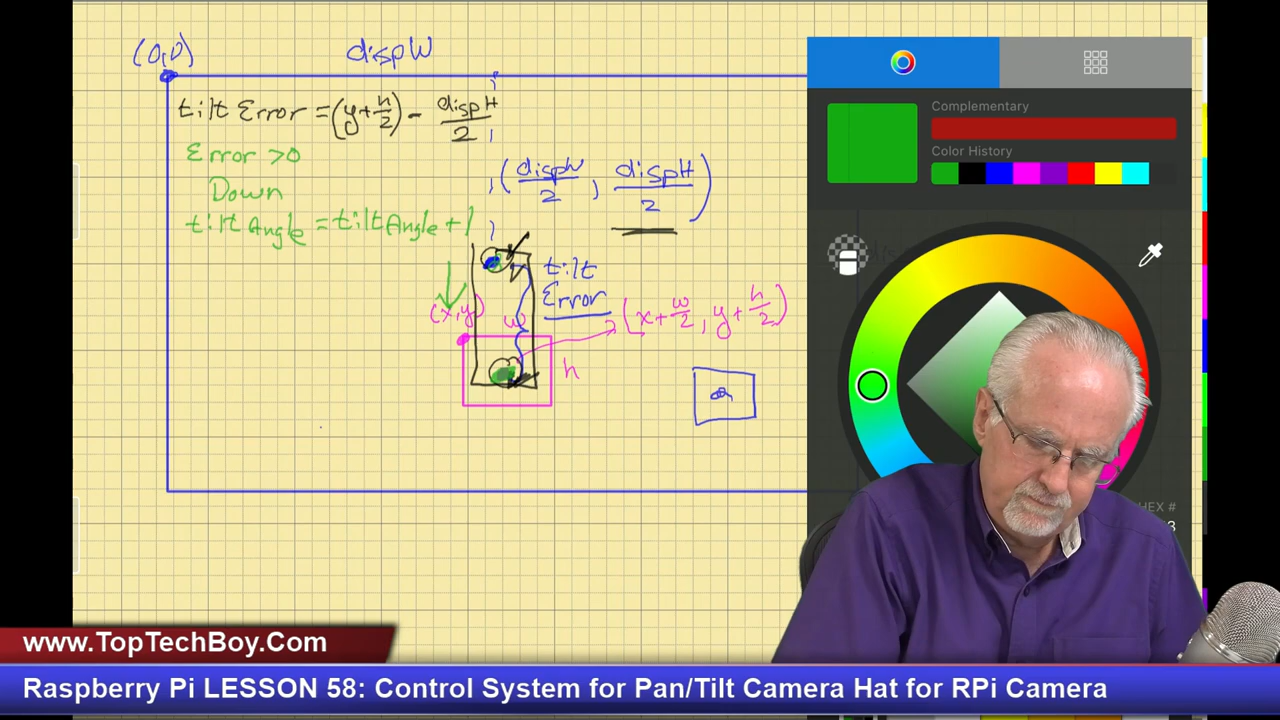 (0,0) dispW
tilt Error = (y+h/2) - dispH/2
Error >0
Down
tilt Angle = tilt Angle + 1
(dispW/2, dispH/2)
tilt
Error
(x,y)
w
(x+w/2, y+h/2)
h
Complementary
Color History
HEX #
3
www.TopTechBoy.Com
Raspberry Pi LESSON 58: Control System for Pan/Tilt Camera Hat for RPi Camera